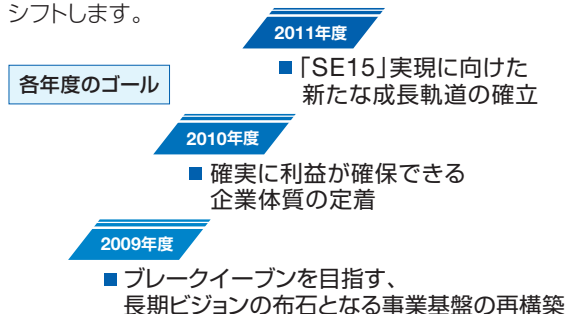 シフトします。
2011年度
■「SE15」実現に向けた
新たな成長軌道の確立
各年度のゴール
2010年度
■ 確実に利益が確保できる
企業体質の定着
2009年度
■ ブレークイーブンを目指す、
長期ビジョンの布石となる事業基盤の再構築